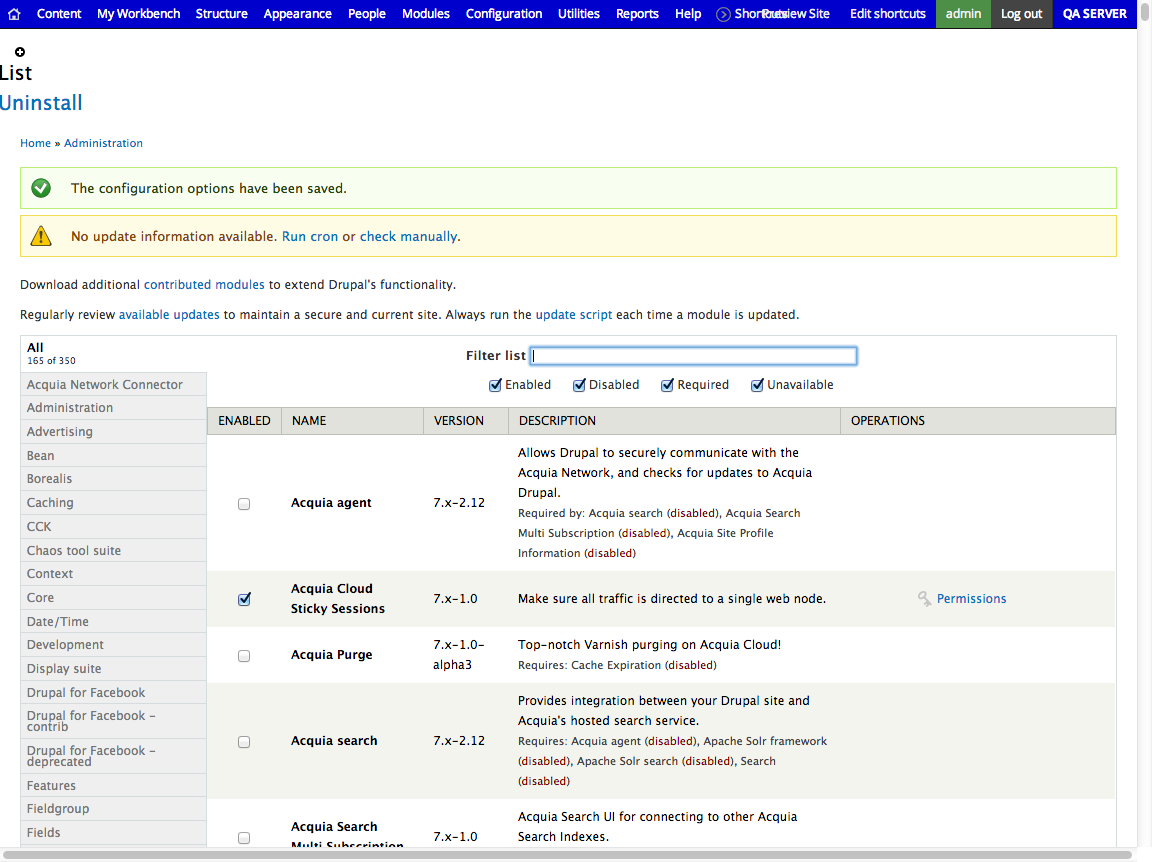 Content My Workbench Structure Appearance People Modules Configuration Utilities Reports Help Shortcuts Preview Site Edit shortcuts admin Log out QA SERVER
List
Uninstall
Home » Administration
The configuration options have been saved.
No update information available. Run cron or check manually.
Download additional contributed modules to extend Drupal's functionality.
Regularly review available updates to maintain a secure and current site. Always run the update script each time a module is updated.
All
165 of 350
Acquia Network Connector
Administration
Advertising
Bean
Borealis
Caching
CCK
Chaos tool suite
Context
Core
Date/Time
Development
Display suite
Drupal for Facebook
Drupal for Facebook -
contrib
Drupal for Facebook -
deprecated
Features
Fieldgroup
Fields
Filter list
Enabled Disabled Required Unavailable
ENABLED NAME VERSION DESCRIPTION OPERATIONS
Acquia agent 7.x-2.12
Allows Drupal to securely communicate with the
Acquia Network, and checks for updates to Acquia
Drupal.
Required by: Acquia search (disabled), Acquia Search
Multi Subscription (disabled), Acquia Site Profile
Information (disabled)
Acquia Cloud
Sticky Sessions
7.x-1.0
Make sure all traffic is directed to a single web node.
Permissions
Acquia Purge
7.x-1.0-
alpha3
Top-notch Varnish purging on Acquia Cloud!
Requires: Cache Expiration (disabled)
Acquia search 7.x-2.12
Provides integration between your Drupal site and
Acquia's hosted search service.
Requires: Acquia agent (disabled), Apache Solr framework
(disabled), Apache Solr search (disabled), Search
(disabled)
Acquia Search
Multi Subscription
7.x-1.0
Acquia Search UI for connecting to other Acquia
Search Indexes.